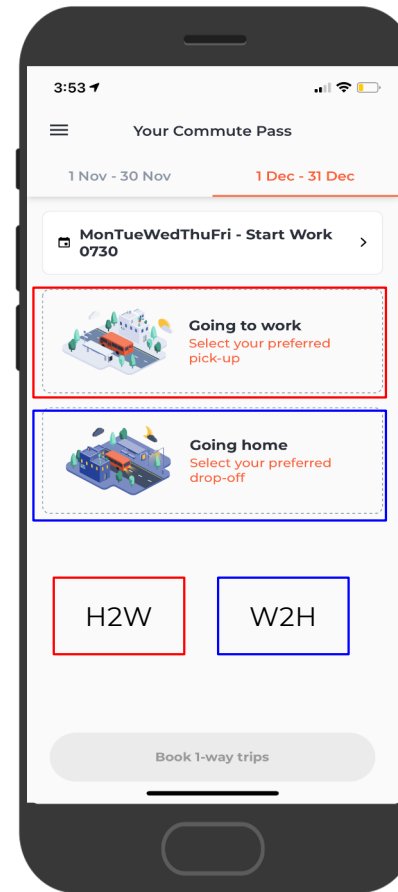 3:53
Your Commute Pass
1 Nov - 30 Nov
1 Dec - 31 Dec
MonTueWedThuFri - Start Work
0730
Going to work
Select your preferred
pick-up
Going home
Select your preferred
drop-off
H2W
W2H
Book 1-way trips